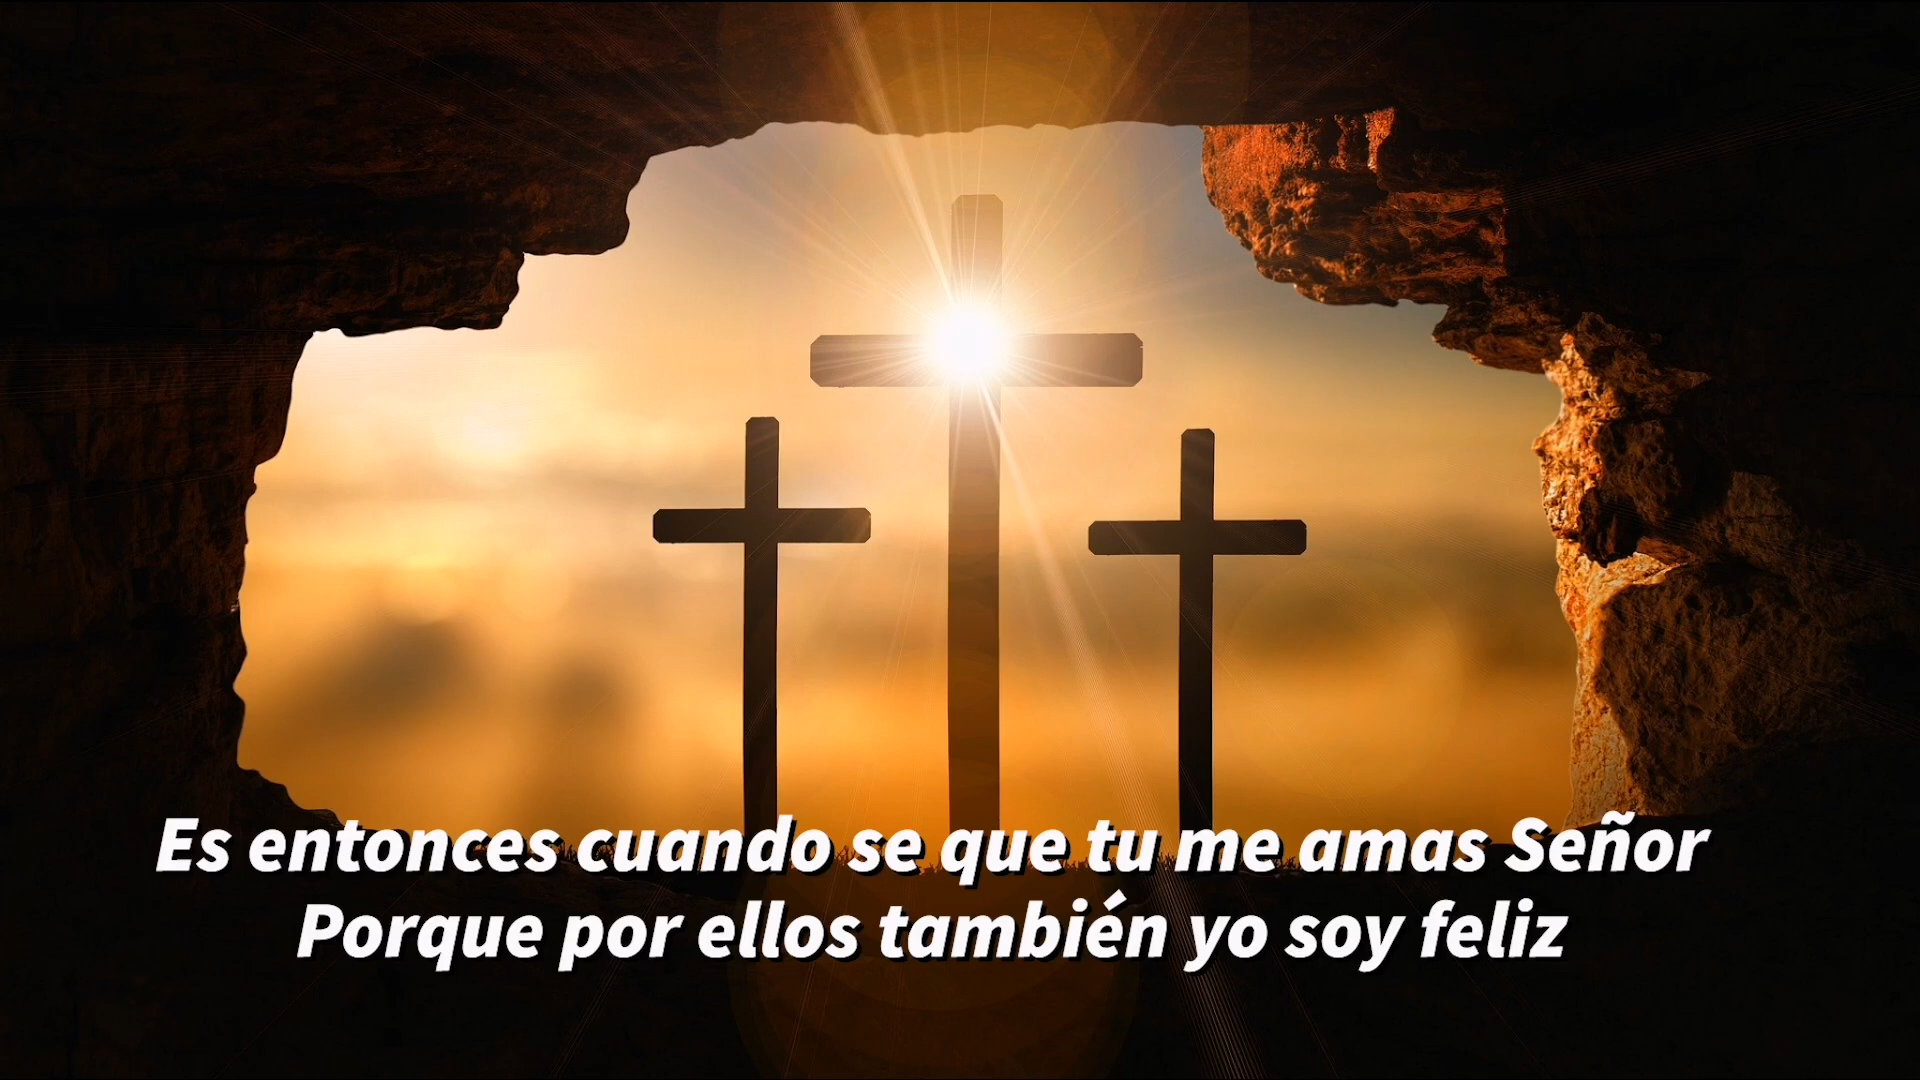 Es entonces cuando se que tu me amas Señor
Porque por ellos también yo soy feliz